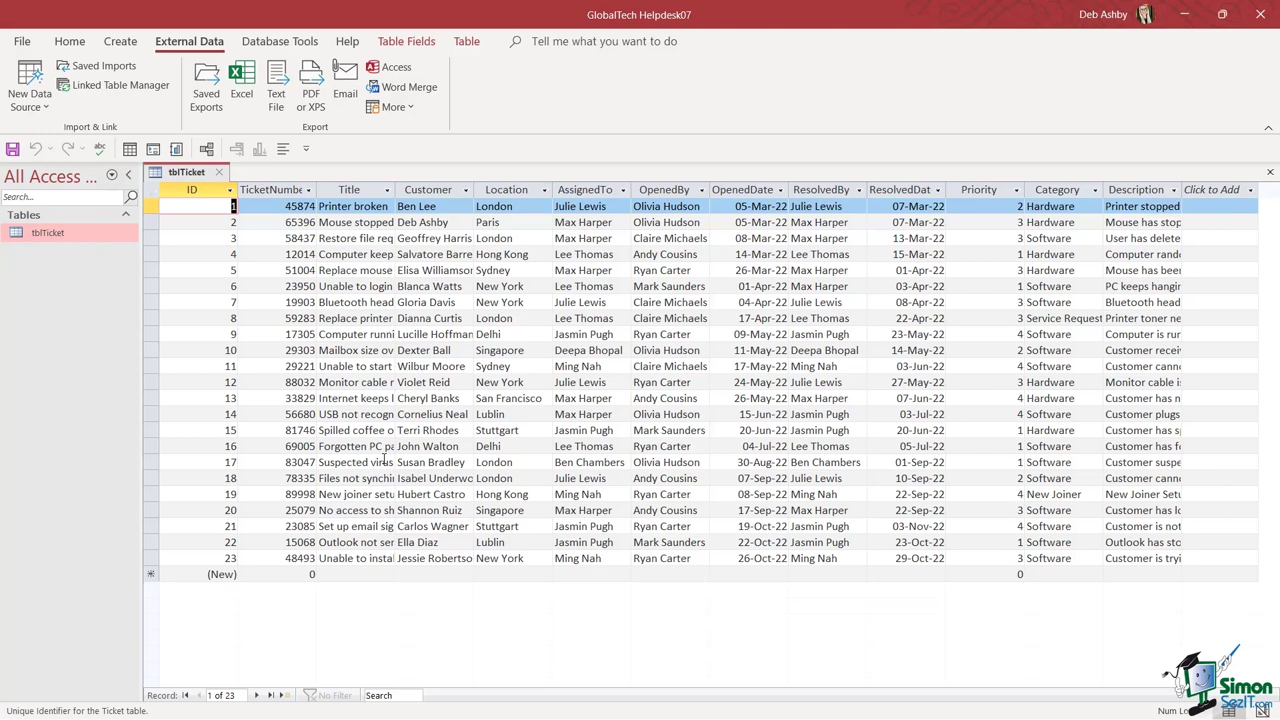 GlobalTech Helpdesk07
Deb Ashby
File Home Create External Data Database Tools Help Table Fields Table Tell me what you want to do
New Data Source
Saved Imports
Linked Table Manager
Import & Link
Saved Exports
Excel
Text File
PDF or XPS
Email
Access
Word Merge
More
Export
abc
tblTicket
All Access ...
Search...
Tables
tblTicket
ID TicketNumbe Title Customer Location AssignedTo OpenedBy OpenedDate ResolvedBy ResolvedDat Priority Category Description Click to Add
1 45874 Printer broken Ben Lee London Julie Lewis Olivia Hudson 05-Mar-22 Julie Lewis 07-Mar-22 2 Hardware Printer stopped
2 65396 Mouse stopped Deb Ashby Paris Max Harper Olivia Hudson 05-Mar-22 Max Harper 07-Mar-22 3 Hardware Mouse has stop
3 58437 Restore file req Geoffrey Harris London Max Harper Claire Michaels 08-Mar-22 Max Harper 13-Mar-22 3 Software User has delete
4 12014 Computer keep Salvatore Barre Hong Kong Lee Thomas Andy Cousins 14-Mar-22 Lee Thomas 15-Mar-22 1 Hardware Computer rand
5 51004 Replace mouse Elisa Williamson Sydney Max Harper Ryan Carter 26-Mar-22 Max Harper 01-Apr-22 3 Hardware Mouse has beer
6 23950 Unable to login Blanca Watts New York Lee Thomas Mark Saunders 01-Apr-22 Max Harper 03-Apr-22 1 Software PC keeps hangir
7 19903 Bluetooth head Gloria Davis London Julie Lewis Claire Michaels 04-Apr-22 Julie Lewis 08-Apr-22 3 Software Bluetooth head
8 59283 Replace printer Dianna Curtis London Lee Thomas Claire Michaels 17-Apr-22 Lee Thomas 22-Apr-22 3 Service Request Printer toner ne
9 17305 Computer runni Lucille Hoffman Delhi Jasmin Pugh Ryan Carter 09-May-22 Jasmin Pugh 23-May-22 4 Software Computer is rur
10 29303 Mailbox size ov Dexter Ball Singapore Deepa Bhopal Olivia Hudson 11-May-22 Deepa Bhopal 14-May-22 2 Software Customer recei
11 29221 Unable to start Wilbur Moore Sydney Ming Nah Claire Michaels 17-May-22 Ming Nah 03-Jun-22 4 Software Customer cann
12 88032 Monitor cable r Violet Reid New York Julie Lewis Ryan Carter 24-May-22 Julie Lewis 27-May-22 3 Hardware Monitor cable is
13 33829 Internet keeps l Cheryl Banks San Francisco Max Harper Andy Cousins 26-May-22 Max Harper 07-Jun-22 4 Hardware Customer has n
14 56680 USB not recogn Cornelius Neal Lublin Max Harper Olivia Hudson 15-Jun-22 Jasmin Pugh 03-Jul-22 4 Software Customer plugs
15 81746 Spilled coffee o Terri Rhodes Stuttgart Jasmin Pugh Mark Saunders 20-Jun-22 Jasmin Pugh 20-Jun-22 1 Hardware Customer has s
16 69005 Forgotten PC pa John Walton Delhi Lee Thomas Ryan Carter 04-Jul-22 Lee Thomas 05-Jul-22 1 Software Customer has fo
17 83047 Suspected virus Susan Bradley London Ben Chambers Olivia Hudson 30-Aug-22 Ben Chambers 01-Sep-22 1 Software Customer suspe
18 78335 Files not synchi Isabel Underwo London Julie Lewis Andy Cousins 07-Sep-22 Julie Lewis 10-Sep-22 2 Software Customer has n
19 89998 New joiner setu Hubert Castro Hong Kong Ming Nah Andy Cousins 08-Sep-22 Ming Nah 22-Sep-22 4 New Joiner New Joiner Setu
20 25079 No access to sh Shannon Ruiz Singapore Max Harper Andy Cousins 17-Sep-22 Max Harper 22-Sep-22 3 Software Customer has lo
21 23085 Set up email sig Carlos Wagner Stuttgart Jasmin Pugh Ryan Carter 19-Oct-22 Jasmin Pugh 03-Nov-22 4 Software Customer is not
22 15068 Outlook not ser Ella Diaz Lublin Jasmin Pugh Mark Saunders 22-Oct-22 Jasmin Pugh 23-Oct-22 1 Software Outlook has sto
23 48493 Unable to insta Jessie Robertso New York Ming Nah Ryan Carter 26-Oct-22 Ming Nah 29-Oct-22 3 Software Customer is tryi
(New) 0 0
Record: 1 of 23 No Filter Search
Unique Identifier for the Ticket table.
Num Lo
Simon
SezIT.com